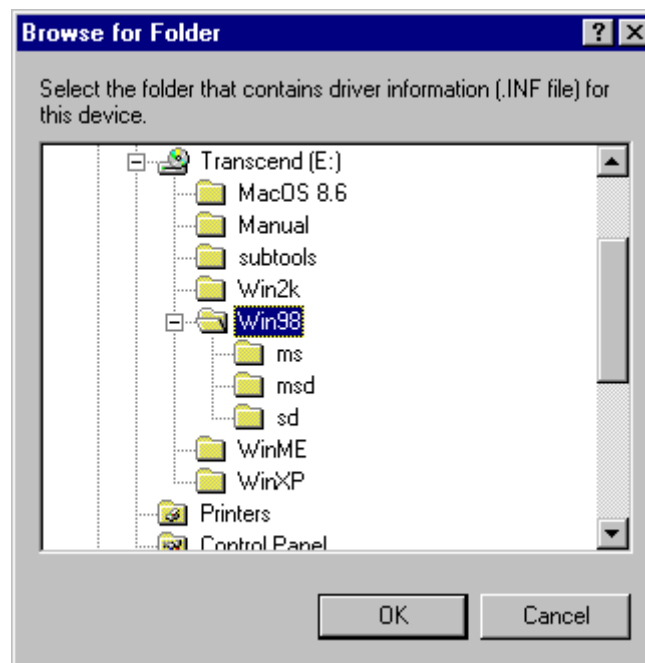 Browse for Folder
Select the folder that contains driver information (.INF file) for
this device.
Transcend (E:)
MacOS 8.6
Manual
subtools
Win2k
Win98
ms
msd
sd
WinME
WinXP
Printers
Control Panel
OK
Cancel